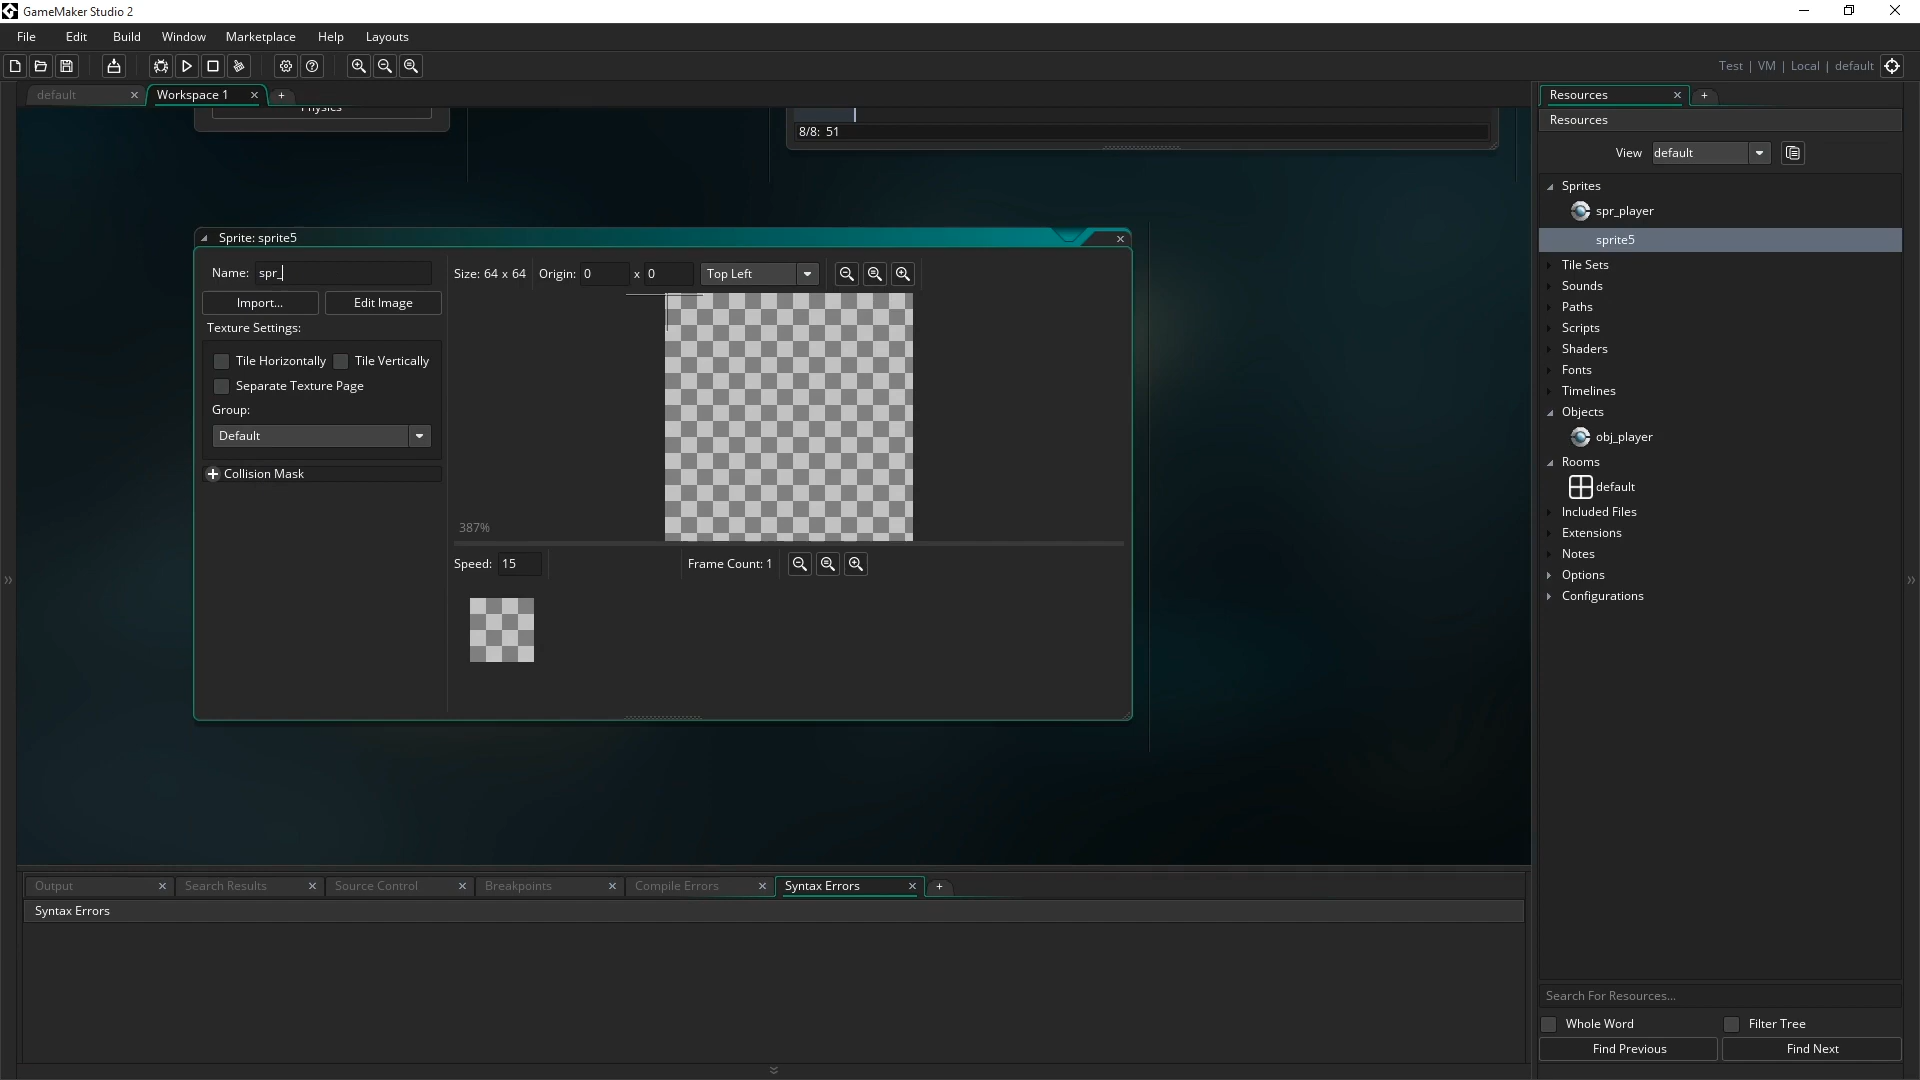 GameMaker Studio 2
File Edit Build Window Marketplace Help Layouts
Test | VM | Local | default
default Workspace 1
Physics
8/8: 51
Sprite: sprite5
Name: spr_
Size: 64 x 64 Origin: 0 x 0 Top Left
Import... Edit Image
Texture Settings:
Tile Horizontally Tile Vertically
Separate Texture Page
Group:
Default
Collision Mask
387%
Speed: 15 Frame Count: 1
Output Search Results Source Control Breakpoints Compile Errors Syntax Errors
Syntax Errors
Resources
Resources
View default
Sprites
spr_player
sprite5
Tile Sets
Sounds
Paths
Scripts
Shaders
Fonts
Timelines
Objects
obj_player
Rooms
default
Included Files
Extensions
Notes
Options
Configurations
Search For Resources...
Whole Word Filter Tree
Find Previous Find Next